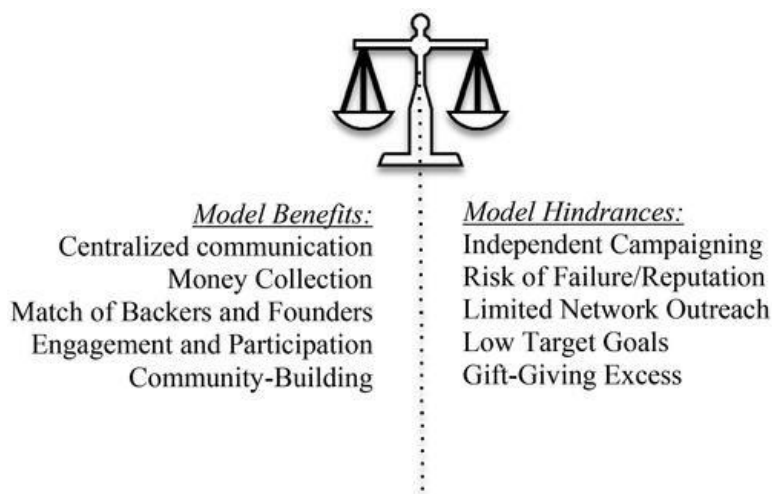 Model Benefits:
Centralized communication
Money Collection
Match of Backers and Founders
Engagement and Participation
Community-Building
Model Hindrances:
Independent Campaigning
Risk of Failure/Reputation
Limited Network Outreach
Low Target Goals
Gift-Giving Excess